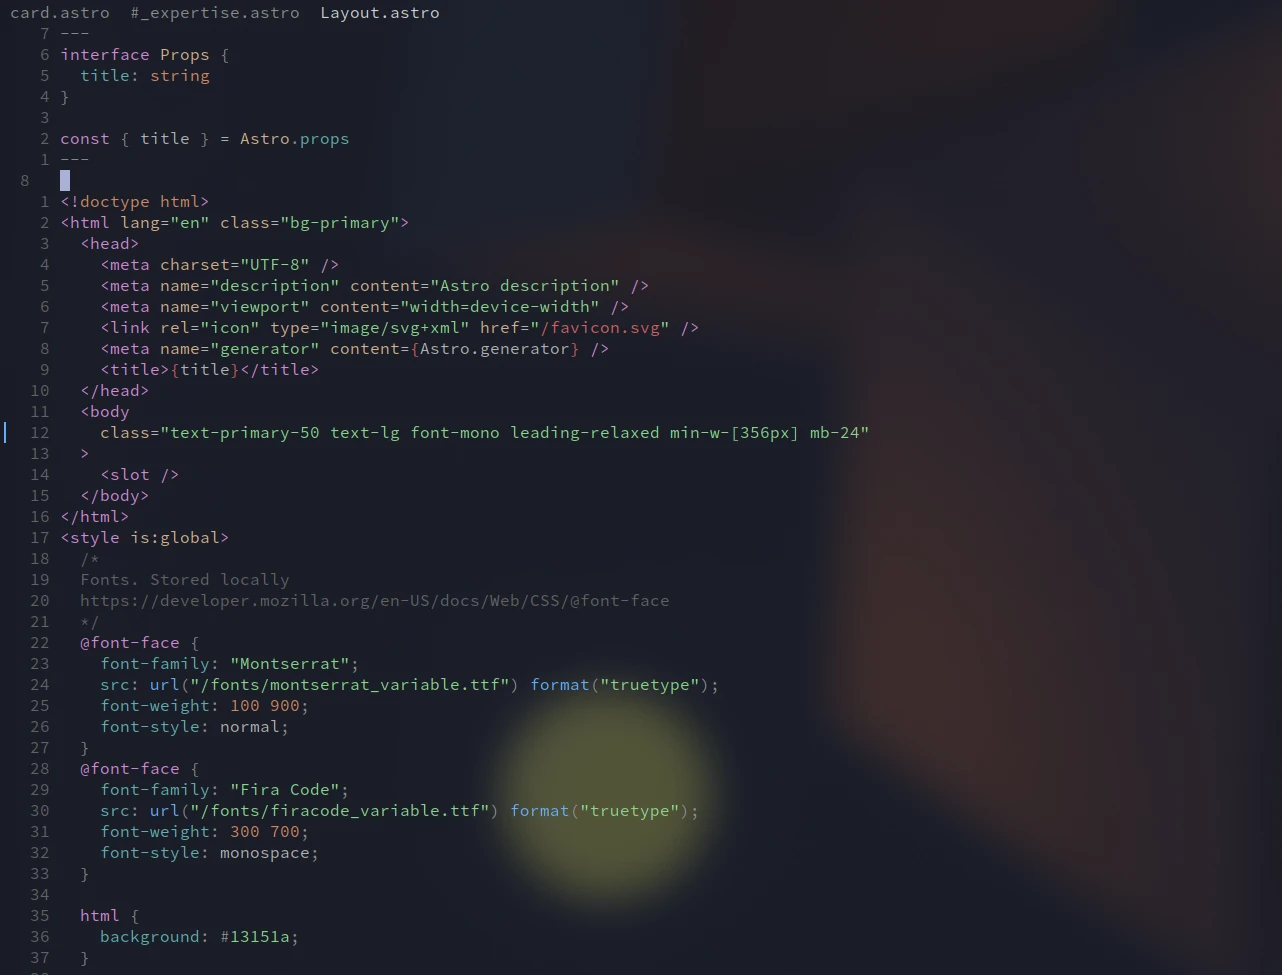 card.astro #_expertise.astro Layout.astro
7 ---
6 interface Props {
5 title: string
4 }
3
2 const { title } = Astro.props
1 ---
8
1 <!doctype html>
2 <html lang="en" class="bg-primary">
3 <head>
4 <meta charset="UTF-8" />
5 <meta name="description" content="Astro description" />
6 <meta name="viewport" content="width=device-width" />
7 <link rel="icon" type="image/svg+xml" href="/favicon.svg" />
8 <meta name="generator" content={Astro.generator} />
9 <title>{title}</title>
10 </head>
11 <body
12 class="text-primary-50 text-lg font-mono leading-relaxed min-w-[356px] mb-24"
13 >
14 <slot />
15 </body>
16 </html>
17 <style is:global>
18 /*
19 Fonts. Stored locally
20 https://developer.mozilla.org/en-US/docs/Web/CSS/@font-face
21 */
22 @font-face {
23 font-family: "Montserrat";
24 src: url("/fonts/montserrat_variable.ttf") format("truetype");
25 font-weight: 100 900;
26 font-style: normal;
27 }
28 @font-face {
29 font-family: "Fira Code";
30 src: url("/fonts/firacode_variable.ttf") format("truetype");
31 font-weight: 300 700;
32 font-style: monospace;
33 }
34
35 html {
36 background: #13151a;
37 }